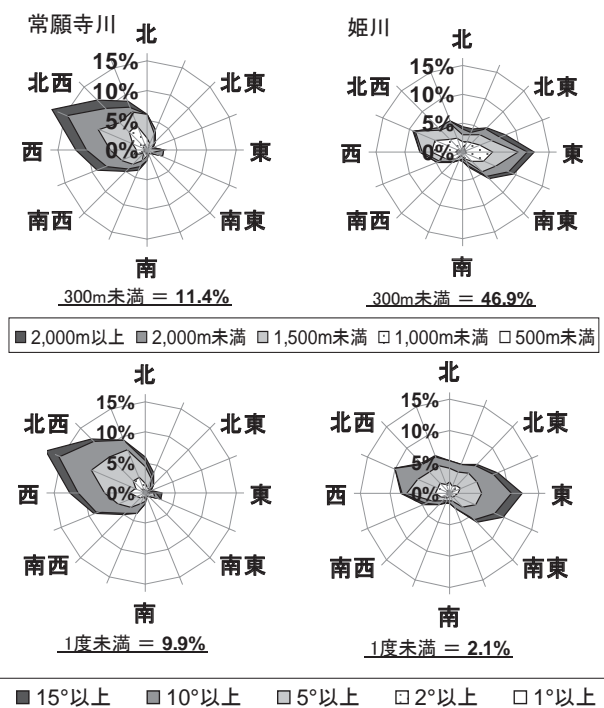 常願寺川
北
15%
北西
北東
10%
5%
西
0%
東
南西
南東
南
300m未満 ＝ 11.4%
姫川
北
15%
北西
北東
10%
5%
西
0%
東
南西
南東
南
300m未満 ＝ 46.9%
■2,000m以上 ■2,000m未満 □1,500m未満 □1,000m未満 □500m未満
北
15%
北西
北東
10%
5%
西
0%
東
南西
南東
南
1度未満 ＝ 9.9%
北
15%
北西
北東
10%
5%
西
0%
東
南西
南東
南
1度未満 ＝ 2.1%
■15°以上 ■10°以上 □5°以上 □2°以上 □1°以上